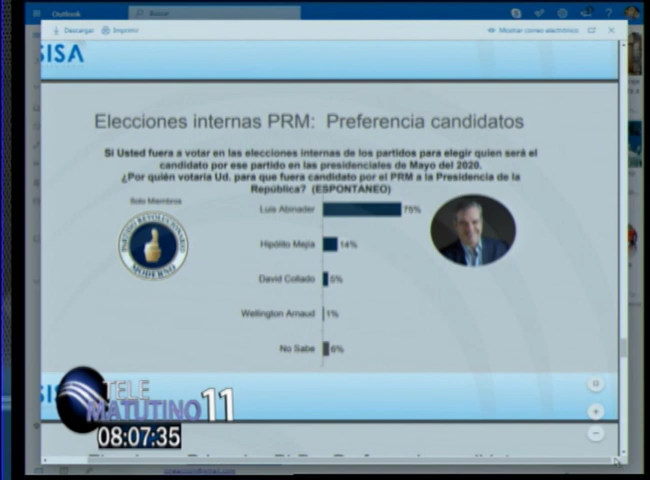 Outlook
Buscar
Descargar Imprimir
Mostrar correo electrónico
SISA
Elecciones internas PRM: Preferencia candidatos
Si Usted fuera a votar en las elecciones internas de los partidos para elegir quien será el
candidato por ese partido en las presidenciales de Mayo del 2020.
¿Por quién votaria Ud. para que fuera candidato por el PRM a la Presidencia de la
República? (ESPONTANEO)
Solo Miembros
PARTIDO REVOLUCIONARIO
MODERNO
Luis Abinader 75%
Hipólito Mejía 14%
David Collado 5%
Wellington Arnaud 1%
No Sabe 6%
TELE
MATUTINO 11
08:07:35